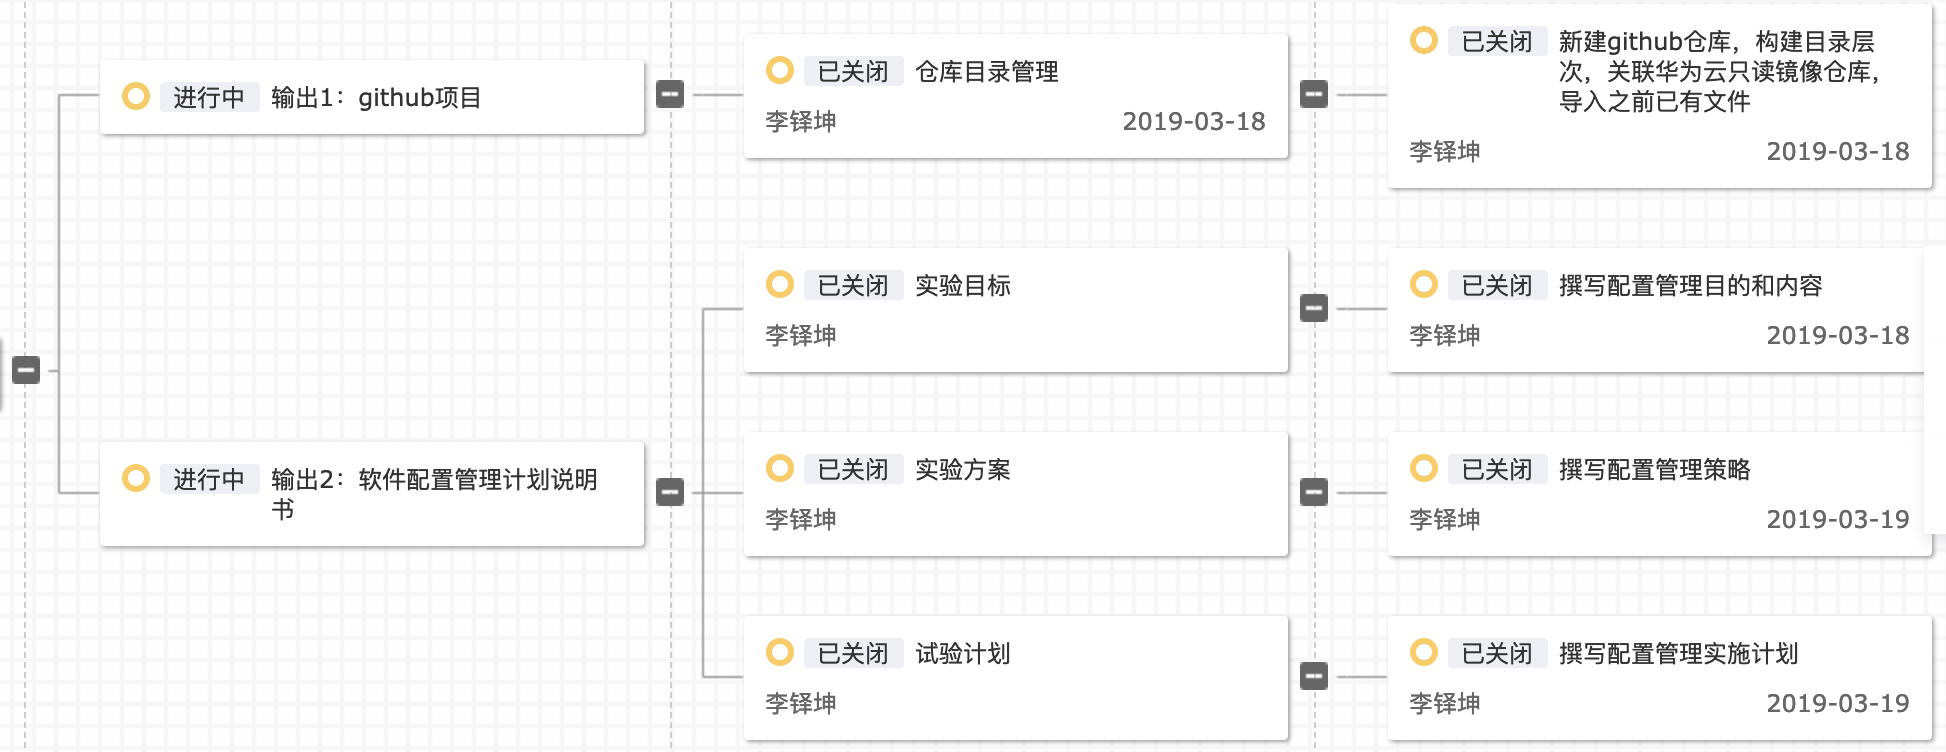 进行中 输出1：github项目
已关闭 仓库目录管理
李铎坤 2019-03-18
已关闭 新建github仓库，构建目录层
次，关联华为云只读镜像仓库，
导入之前已有文件
李铎坤 2019-03-18
进行中 输出2：软件配置管理计划说明
书
已关闭 实验目标
李铎坤
已关闭 撰写配置管理目的和内容
李铎坤 2019-03-18
已关闭 实验方案
李铎坤
已关闭 撰写配置管理策略
李铎坤 2019-03-19
已关闭 试验计划
李铎坤
已关闭 撰写配置管理实施计划
李铎坤 2019-03-19